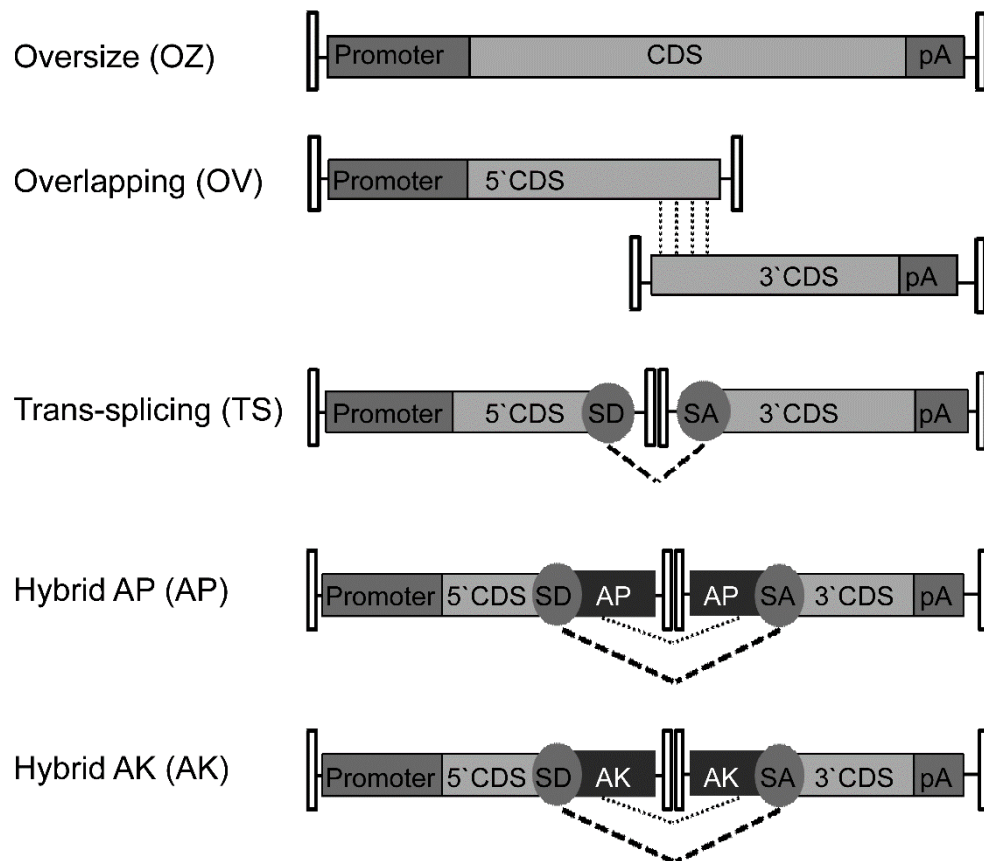 Oversize (OZ) Promoter CDS pA
Overlapping (OV) Promoter 5`CDS
3`CDS pA
Trans-splicing (TS) Promoter 5`CDS SD SA 3`CDS pA
Hybrid AP (AP) Promoter 5`CDS SD AP AP SA 3`CDS pA
Hybrid AK (AK) Promoter 5`CDS SD AK AK SA 3`CDS pA